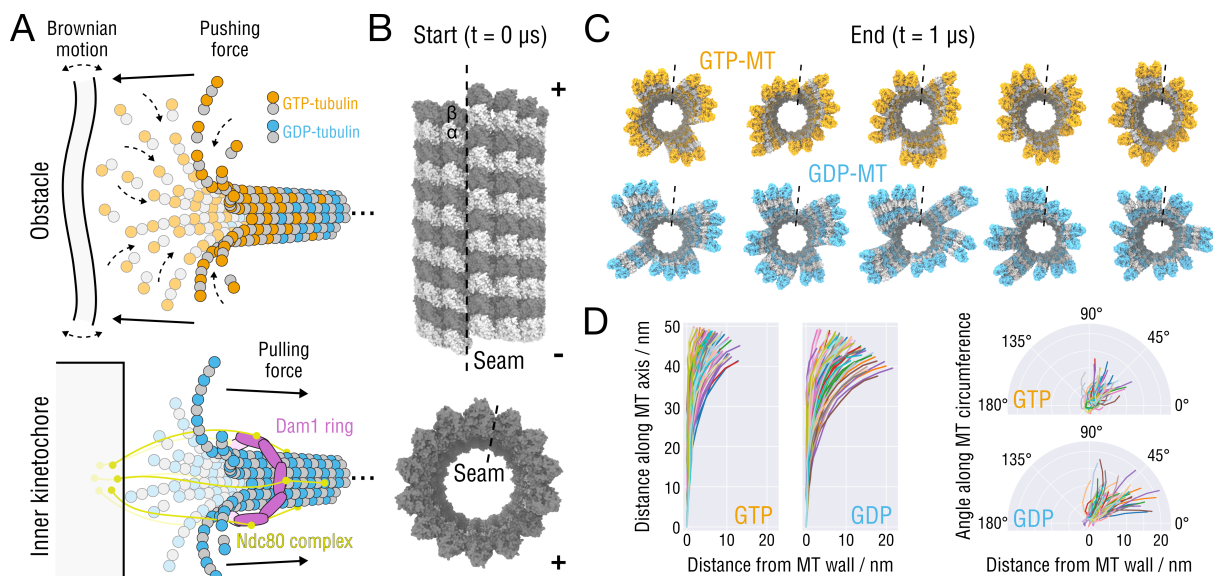 A
Brownian
motion
Pushing
force
GTP-tubulin
GDP-tubulin
Obstacle
...
Pulling
force
Dam1 ring
...
Ndc80 complex
Inner kinetochore
B
Start (t = 0 μs)
+
β
α
Seam
-
Seam
+
C
End (t = 1 μs)
GTP-MT
GDP-MT
D
Distance along MT axis / nm
50
40
30
20
10
0
GTP
GDP
0
10
20
0
10
20
Distance from MT wall / nm
Angle along MT circumference
90°
135°
45°
180°
GTP
0°
90°
135°
45°
180°
GDP
0°
0
10
20
Distance from MT wall / nm